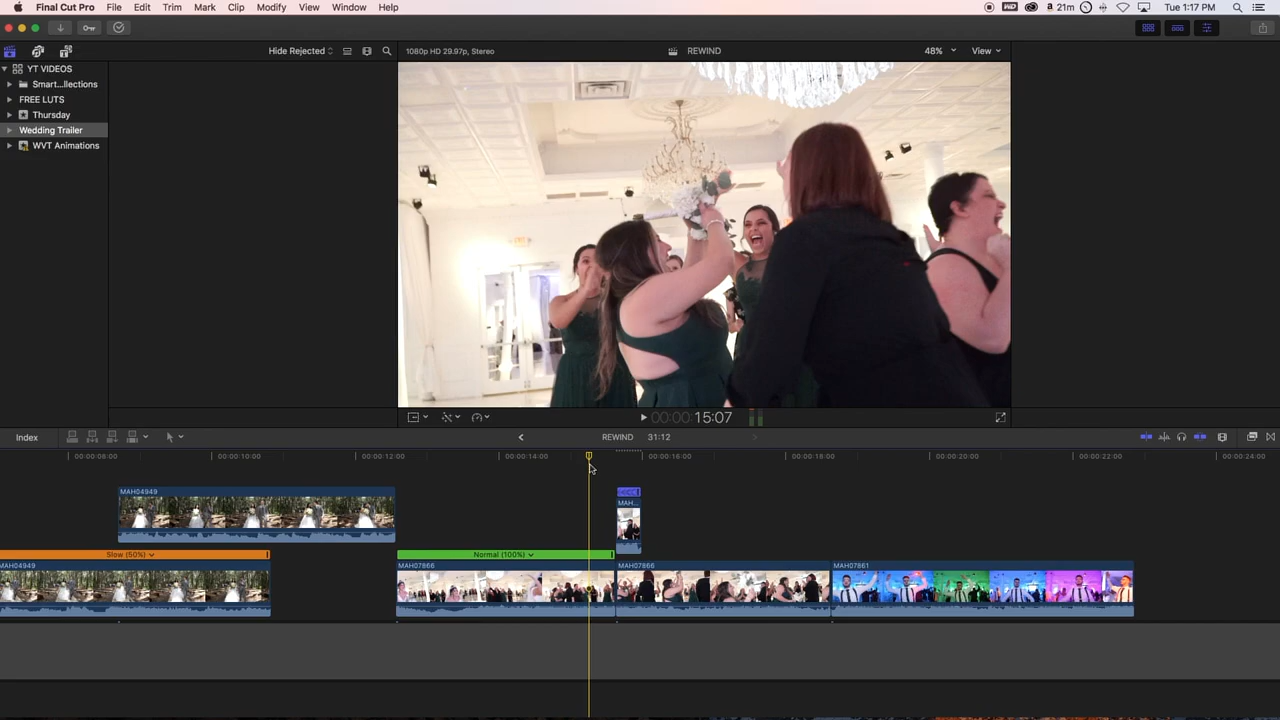 Final Cut Pro File Edit Trim Mark Clip Modify View Window Help
21m Tue 1:17 PM
Hide Rejected 1080p HD 29.97p, Stereo REWIND 48% View
YT VIDEOS
Smart...llections
FREE LUTS
Thursday
Wedding Trailer
WVT Animations
00:00:15:07
Index REWIND 31:12
00:00:08:00 00:00:10:00 00:00:12:00 00:00:14:00 00:00:16:00 00:00:18:00 00:00:20:00 00:00:22:00 00:00:24:00
MAH04949
MAH...
Slow (50%) Normal (100%)
MAH04949 MAH07866 MAH07866 MAH07861